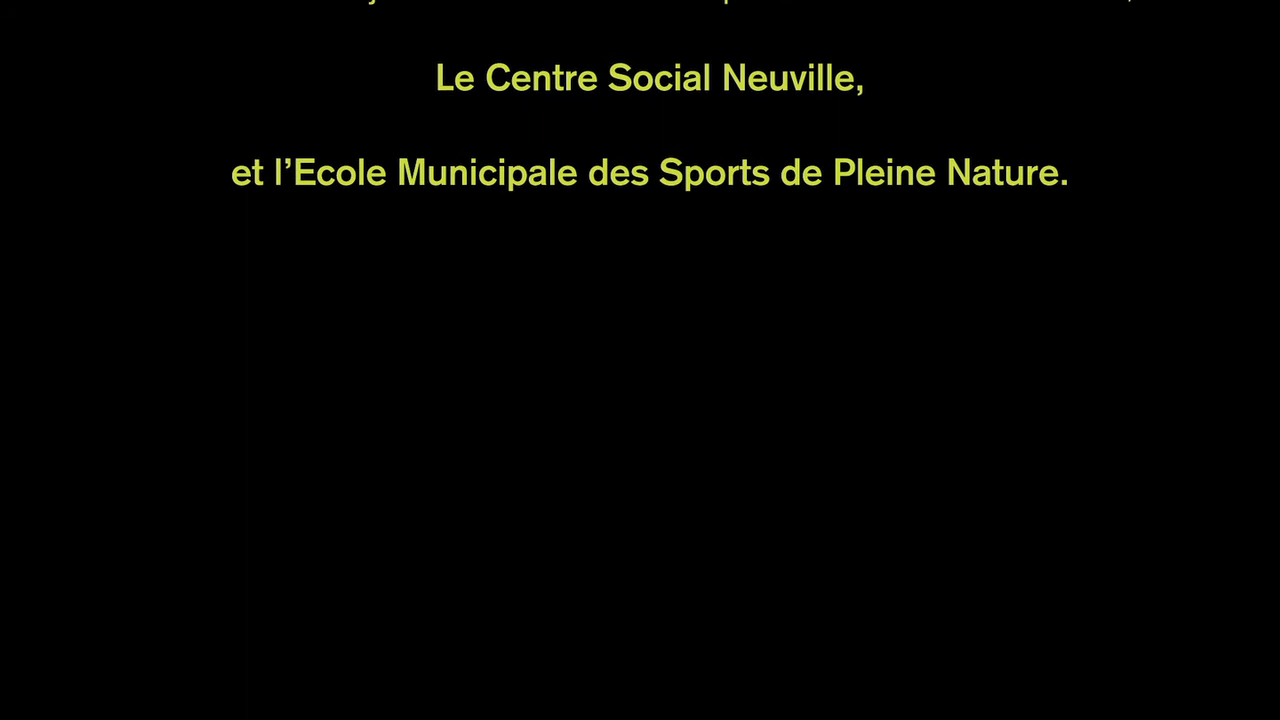 Le Centre Social Neuville,
et l’Ecole Municipale des Sports de Pleine Nature.